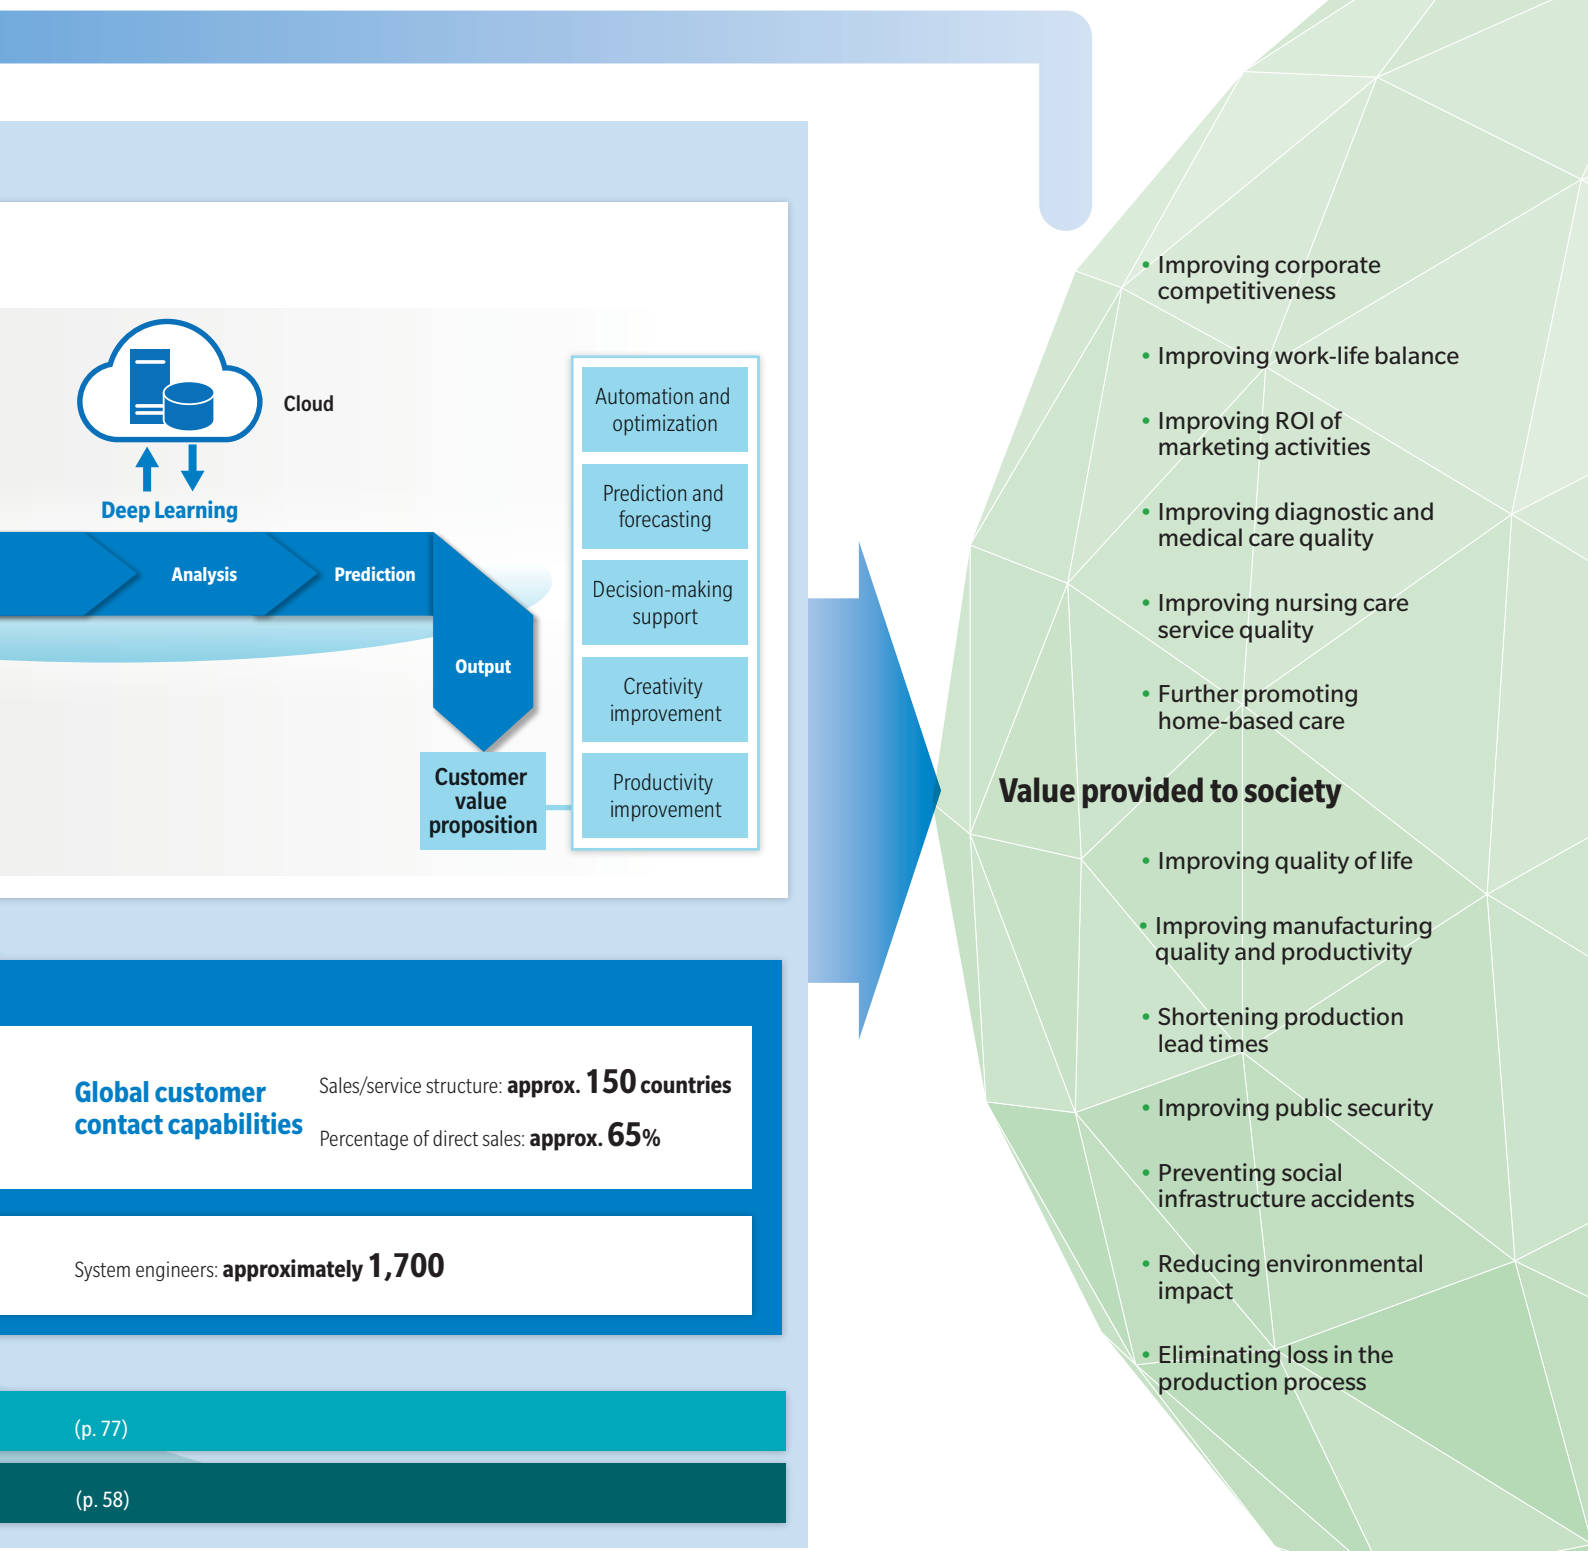 Cloud
Deep Learning
Analysis
Prediction
Output
Customer
value
proposition
Automation and
optimization
Prediction and
forecasting
Decision-making
support
Creativity
improvement
Productivity
improvement
Global customer
contact capabilities
Sales/service structure: approx. 150 countries
Percentage of direct sales: approx. 65%
System engineers: approximately 1,700
(p. 77)
(p. 58)
• Improving corporate
competitiveness
• Improving work-life balance
• Improving ROI of
marketing activities
• Improving diagnostic and
medical care quality
• Improving nursing care
service quality
• Further promoting
home-based care
Value provided to society
• Improving quality of life
• Improving manufacturing
quality and productivity
• Shortening production
lead times
• Improving public security
• Preventing social
infrastructure accidents
• Reducing environmental
impact
• Eliminating loss in the
production process